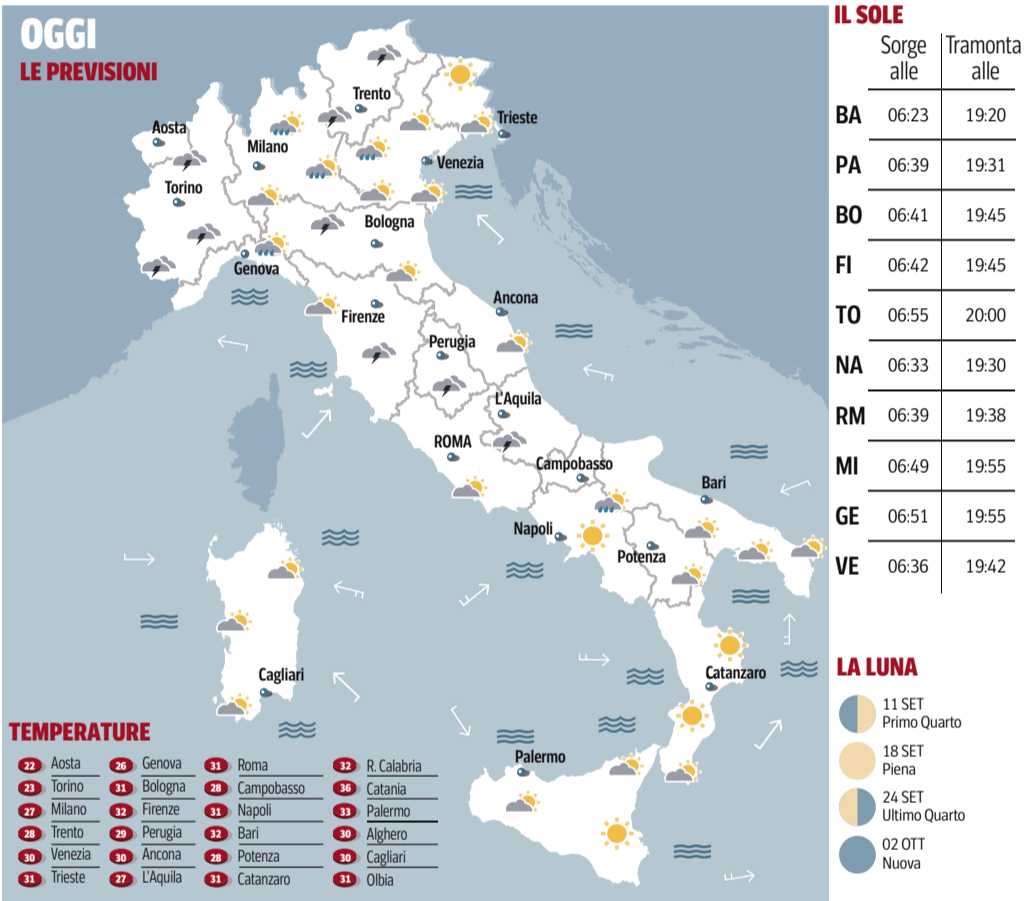 OGGI
LE PREVISIONI
Aosta
Torino
Milano
Trento
Trieste
Venezia
Bologna
Genova
Firenze
Ancona
Perugia
L'Aquila
ROMA
Campobasso
Bari
Napoli
Potenza
Cagliari
Catanzaro
Palermo
TEMPERATURE
22 Aosta
23 Torino
27 Milano
28 Trento
30 Venezia
31 Trieste
26 Genova
31 Bologna
32 Firenze
29 Perugia
30 Ancona
27 L'Aquila
31 Roma
28 Campobasso
31 Napoli
32 Bari
28 Potenza
31 Catanzaro
32 R. Calabria
36 Catania
33 Palermo
30 Alghero
30 Cagliari
31 Olbia
IL SOLE
Sorge alle Tramonta alle
BA 06:23 19:20
PA 06:39 19:31
BO 06:41 19:45
FI 06:42 19:45
TO 06:55 20:00
NA 06:33 19:30
RM 06:39 19:38
MI 06:49 19:55
GE 06:51 19:55
VE 06:36 19:42
LA LUNA
11 SET
Primo Quarto
18 SET
Piena
24 SET
Ultimo Quarto
02 OTT
Nuova